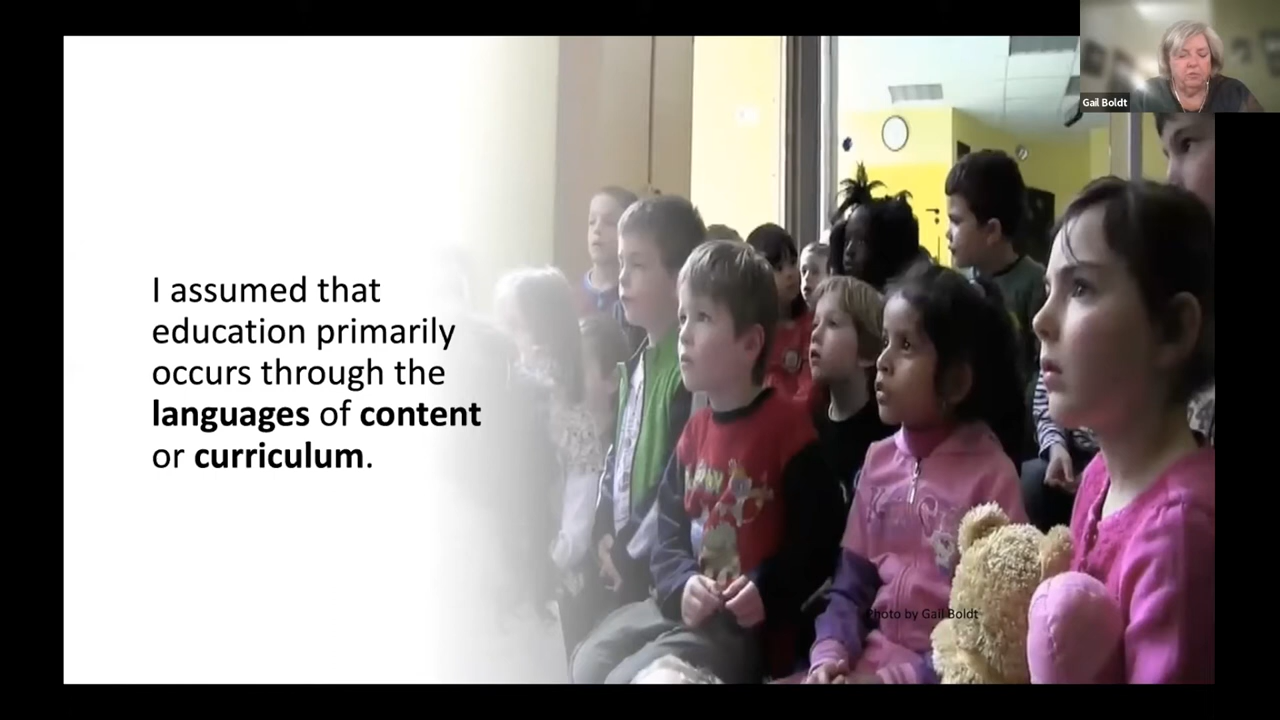 Gail Boldt
I assumed that
education primarily
occurs through the
languages of content
or curriculum.
Photo by Gail Boldt